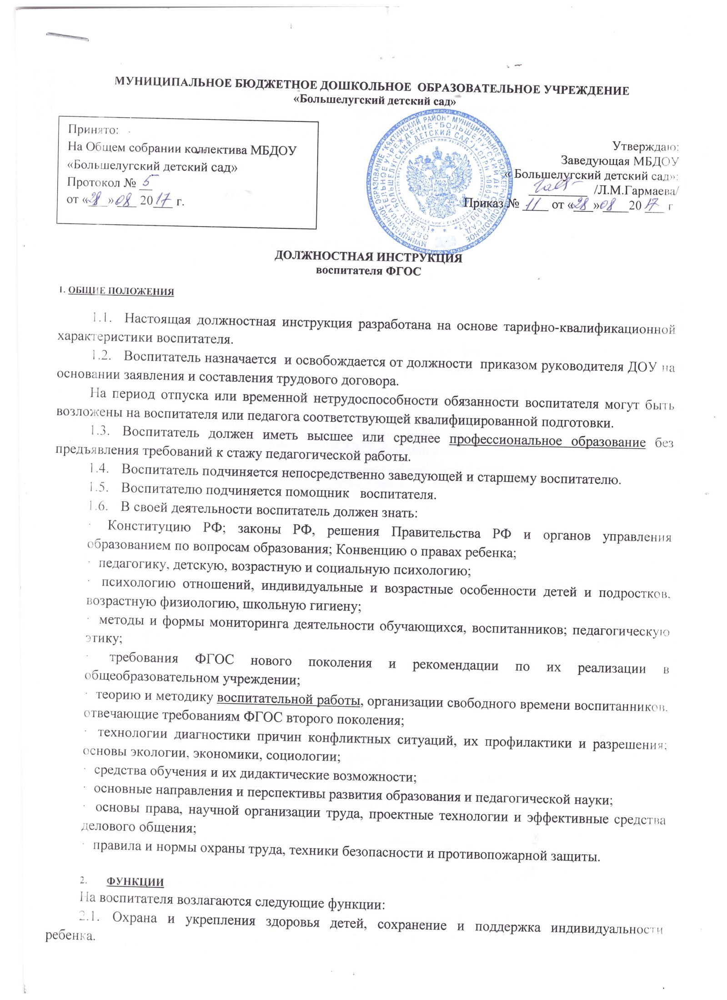 МУНИЦИПАЛЬНОЕ БЮДЖЕТНОЕ ДОШКОЛЬНОЕ ОБРАЗОВАТЕЛЬНОЕ УЧРЕЖДЕНИЕ
«Большелугский детский сад»
Принято:
На Общем собрании коллектива МБДОУ
«Большелугский детский сад»
Протокол № 5
от «28» 08 2017 г.
Утверждаю:
Заведующая МБДОУ
« Большелугский детский сад»:
/Л.М.Гармаева/
Приказ № 11 от «28» 08 20 17 г
ДОЛЖНОСТНАЯ ИНСТРУКЦИЯ
воспитателя ФГОС
1. ОБЩИЕ ПОЛОЖЕНИЯ
1.1. Настоящая должностная инструкция разработана на основе тарифно-квалификационной
характеристики воспитателя.
1.2. Воспитатель назначается и освобождается от должности приказом руководителя ДОУ на
основании заявления и составления трудового договора.
На период отпуска или временной нетрудоспособности обязанности воспитателя могут быть
возложены на воспитателя или педагога соответствующей квалифицированной подготовки.
1.3. Воспитатель должен иметь высшее или среднее профессиональное образование без
предъявления требований к стажу педагогической работы.
1.4. Воспитатель подчиняется непосредственно заведующей и старшему воспитателю.
1.5. Воспитателю подчиняется помощник воспитателя.
1.6. В своей деятельности воспитатель должен знать:
· Конституцию РФ; законы РФ, решения Правительства РФ и органов управления
образованием по вопросам образования; Конвенцию о правах ребенка;
· педагогику, детскую, возрастную и социальную психологию;
· психологию отношений, индивидуальные и возрастные особенности детей и подростков,
возрастную физиологию, школьную гигиену;
· методы и формы мониторинга деятельности обучающихся, воспитанников; педагогическую
этику;
· требования ФГОС нового поколения и рекомендации по их реализации в
общеобразовательном учреждении;
· теорию и методику воспитательной работы, организации свободного времени воспитанников,
отвечающие требованиям ФГОС второго поколения;
· технологии диагностики причин конфликтных ситуаций, их профилактики и разрешения;
основы экологии, экономики, социологии;
· средства обучения и их дидактические возможности;
· основные направления и перспективы развития образования и педагогической науки;
· основы права, научной организации труда, проектные технологии и эффективные средства
делового общения;
· правила и нормы охраны труда, техники безопасности и противопожарной защиты.
2. ФУНКЦИИ
На воспитателя возлагаются следующие функции:
2.1. Охрана и укрепления здоровья детей, сохранение и поддержка индивидуальности
ребенка.